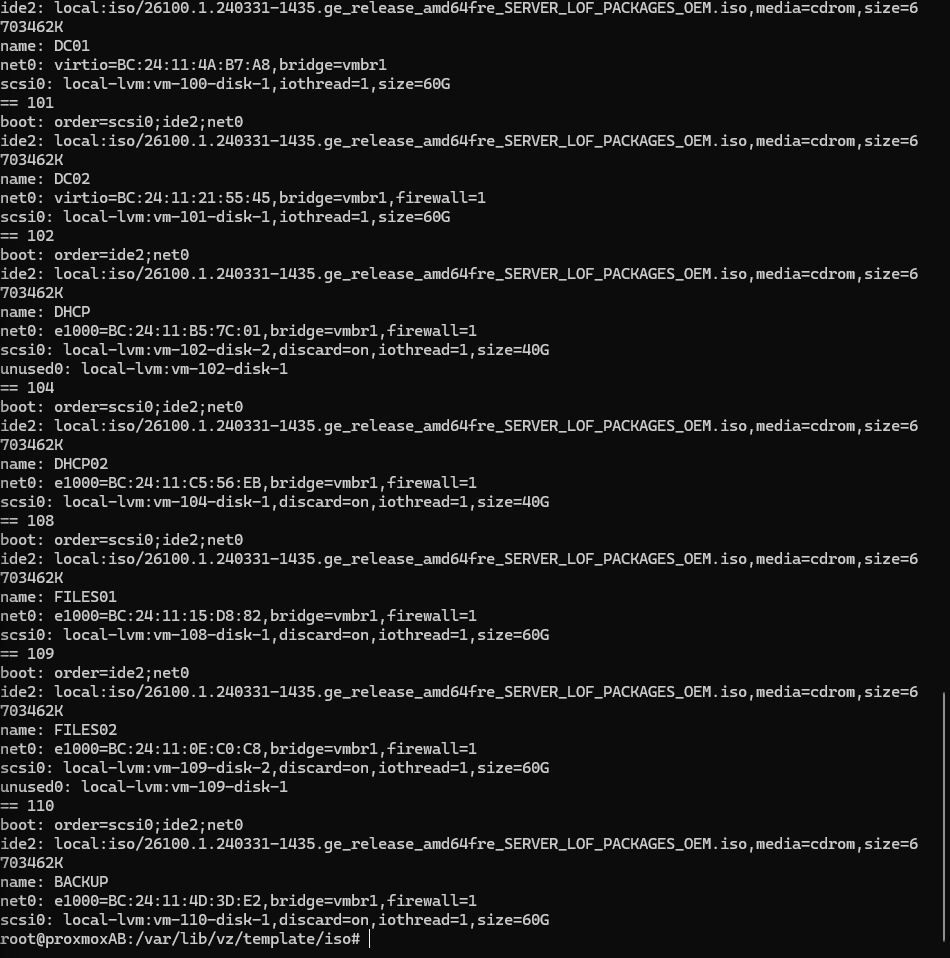 ide2: local:iso/26100.1.240331-1435.ge_release_amd64fre_SERVER_LOF_PACKAGES_OEM.iso,media=cdrom,size=6
703462K
name: DC01
net0: virtio=BC:24:11:4A:B7:A8,bridge=vmbr1
scsi0: local-lvm:vm-100-disk-1,iothread=1,size=60G
== 101
boot: order=scsi0;ide2;net0
ide2: local:iso/26100.1.240331-1435.ge_release_amd64fre_SERVER_LOF_PACKAGES_OEM.iso,media=cdrom,size=6
703462K
name: DC02
net0: virtio=BC:24:11:21:55:45,bridge=vmbr1,firewall=1
scsi0: local-lvm:vm-101-disk-1,iothread=1,size=60G
== 102
boot: order=ide2;net0
ide2: local:iso/26100.1.240331-1435.ge_release_amd64fre_SERVER_LOF_PACKAGES_OEM.iso,media=cdrom,size=6
703462K
name: DHCP
net0: e1000=BC:24:11:B5:7C:01,bridge=vmbr1,firewall=1
scsi0: local-lvm:vm-102-disk-2,discard=on,iothread=1,size=40G
unused0: local-lvm:vm-102-disk-1
== 104
boot: order=scsi0;ide2;net0
ide2: local:iso/26100.1.240331-1435.ge_release_amd64fre_SERVER_LOF_PACKAGES_OEM.iso,media=cdrom,size=6
703462K
name: DHCP02
net0: e1000=BC:24:11:C5:56:EB,bridge=vmbr1,firewall=1
scsi0: local-lvm:vm-104-disk-1,iothread=1,size=40G
== 108
boot: order=scsi0;ide2;net0
ide2: local:iso/26100.1.240331-1435.ge_release_amd64fre_SERVER_LOF_PACKAGES_OEM.iso,media=cdrom,size=6
703462K
name: FILES01
net0: e1000=BC:24:11:15:D8:82,bridge=vmbr1,firewall=1
scsi0: local-lvm:vm-108-disk-1,discard=on,iothread=1,size=60G
== 109
boot: order=ide2;net0
ide2: local:iso/26100.1.240331-1435.ge_release_amd64fre_SERVER_LOF_PACKAGES_OEM.iso,media=cdrom,size=6
703462K
name: FILES02
net0: e1000=BC:24:11:0E:C0:C8,bridge=vmbr1,firewall=1
scsi0: local-lvm:vm-109-disk-2,discard=on,iothread=1,size=60G
unused0: local-lvm:vm-109-disk-1
== 110
boot: order=scsi0;ide2;net0
ide2: local:iso/26100.1.240331-1435.ge_release_amd64fre_SERVER_LOF_PACKAGES_OEM.iso,media=cdrom,size=6
703462K
name: BACKUP
net0: e1000=BC:24:11:4D:3D:E2,bridge=vmbr1,firewall=1
scsi0: local-lvm:vm-110-disk-1,discard=on,iothread=1,size=60G
root@proxmoxAB:/var/lib/vz/template/iso#